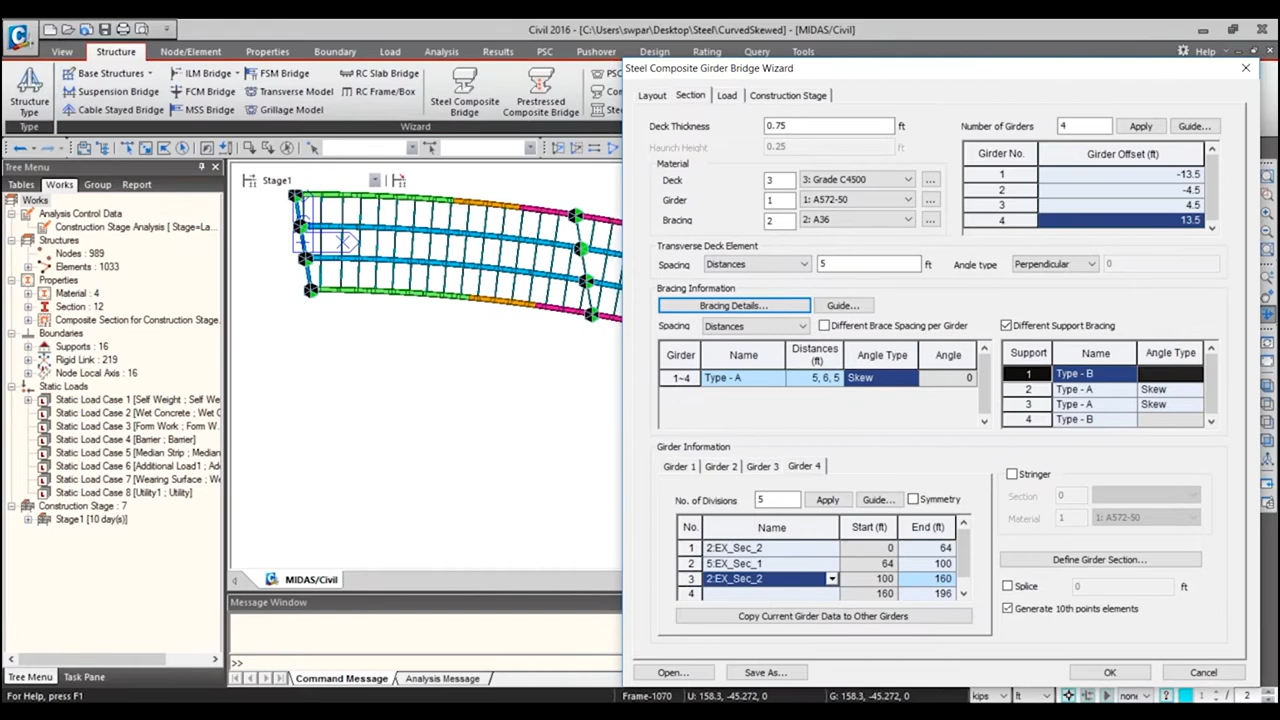 Civil 2016 - [C:\Users\swpar\Desktop\Steel\CurvedSkewed] - [MIDAS/Civil]
View Structure Node/Element Properties Boundary Load Analysis Results PSC Pushover Design Rating Query Tools Help
Structure Type
Base Structures
Suspension Bridge
Cable Stayed Bridge
ILM Bridge
FCM Bridge
MSS Bridge
FSM Bridge
Transverse Model
Grillage Model
RC Slab Bridge
RC Frame/Box
Steel Composite Bridge
Prestressed Composite Bridge
PSC
Type
Wizard
Tree Menu
Tables Works Group Report
Works
Analysis Control Data
Construction Stage Analysis [ Stage=La...
Structures
Nodes : 989
Elements : 1033
Properties
Material : 4
Section : 12
Composite Section for Construction Stage
Boundaries
Supports : 16
Rigid Link : 219
Node Local Axis : 16
Static Loads
Static Load Case 1 [Self Weight ; Self We
Static Load Case 2 [Wet Concrete ; Wet C
Static Load Case 3 [Form Work ; Form W.
Static Load Case 4 [Barrier ; Barrier]
Static Load Case 5 [Median Strip ; Median
Static Load Case 6 [Additional Load1 ; Ad
Static Load Case 7 [Wearing Surface ; We
Static Load Case 8 [Utility1 ; Utility]
Construction Stage : 7
Stage1 [10 day(s)]
Tree Menu Task Pane
Stage1
MIDAS/Civil
Message Window
>>
Command Message Analysis Message
Steel Composite Girder Bridge Wizard
Layout Section Load Construction Stage
Deck Thickness 0.75 ft
Haunch Height 0.25 ft
Number of Girders 4 Apply Guide...
Girder No. Girder Offset (ft)
1 -13.5
2 -4.5
3 4.5
4 13.5
Material
Deck 3 3: Grade C4500 ...
Girder 1 1: A572-50 ...
Bracing 2 2: A36 ...
Transverse Deck Element
Spacing Distances 5 ft Angle type Perpendicular 0
Bracing Information
Bracing Details... Guide...
Spacing Distances Different Brace Spacing per Girder
Different Support Bracing
Girder Name Distances (ft) Angle Type Angle
1~4 Type - A 5, 6, 5 Skew 0
Support Name Angle Type
1 Type - B
2 Type - A Skew
3 Type - A Skew
4 Type - B
Girder Information
Girder 1 Girder 2 Girder 3 Girder 4
No. of Divisions 5 Apply Guide... Symmetry
No. Name Start (ft) End (ft)
1 2:EX_Sec_2 0 64
2 5:EX_Sec_1 64 100
3 2:EX_Sec_2 100 160
4 160 196
Copy Current Girder Data to Other Girders
Stringer
Section 0
Material 1 1: A572-50
Define Girder Section...
Splice 0 ft
Generate 10th points elements
Open... Save As... OK Cancel
For Help, press F1
Frame-1070 U: 158.3, -45.272, 0 G: 158.3, -45.272, 0 kips ft none ? 1 / 2